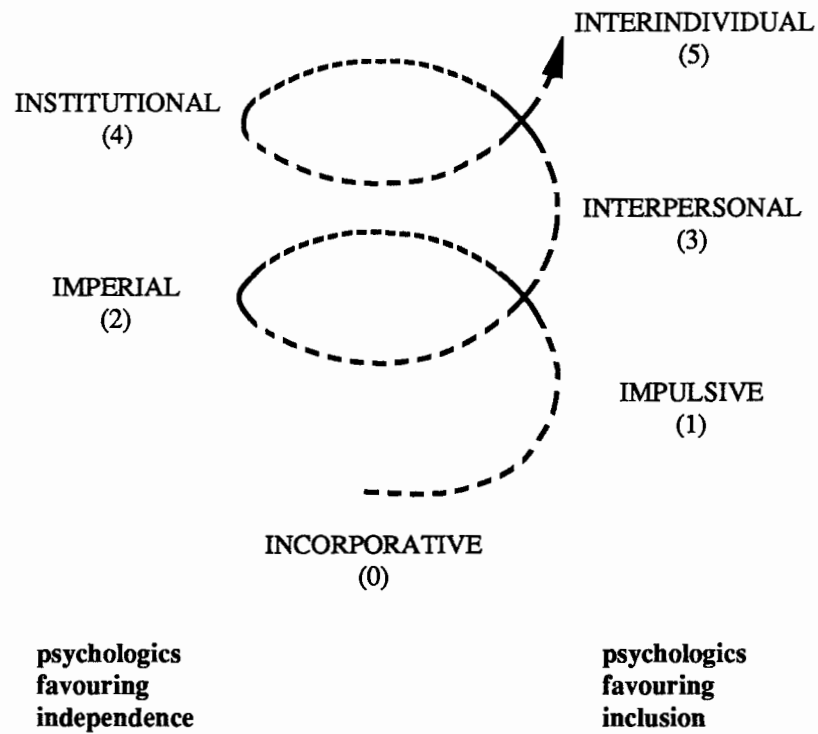 INTERINDIVIDUAL
(5)
INSTITUTIONAL
(4)
INTERPERSONAL
(3)
IMPERIAL
(2)
IMPULSIVE
(1)
INCORPORATIVE
(0)
psychologics
favouring
independence
psychologics
favouring
inclusion